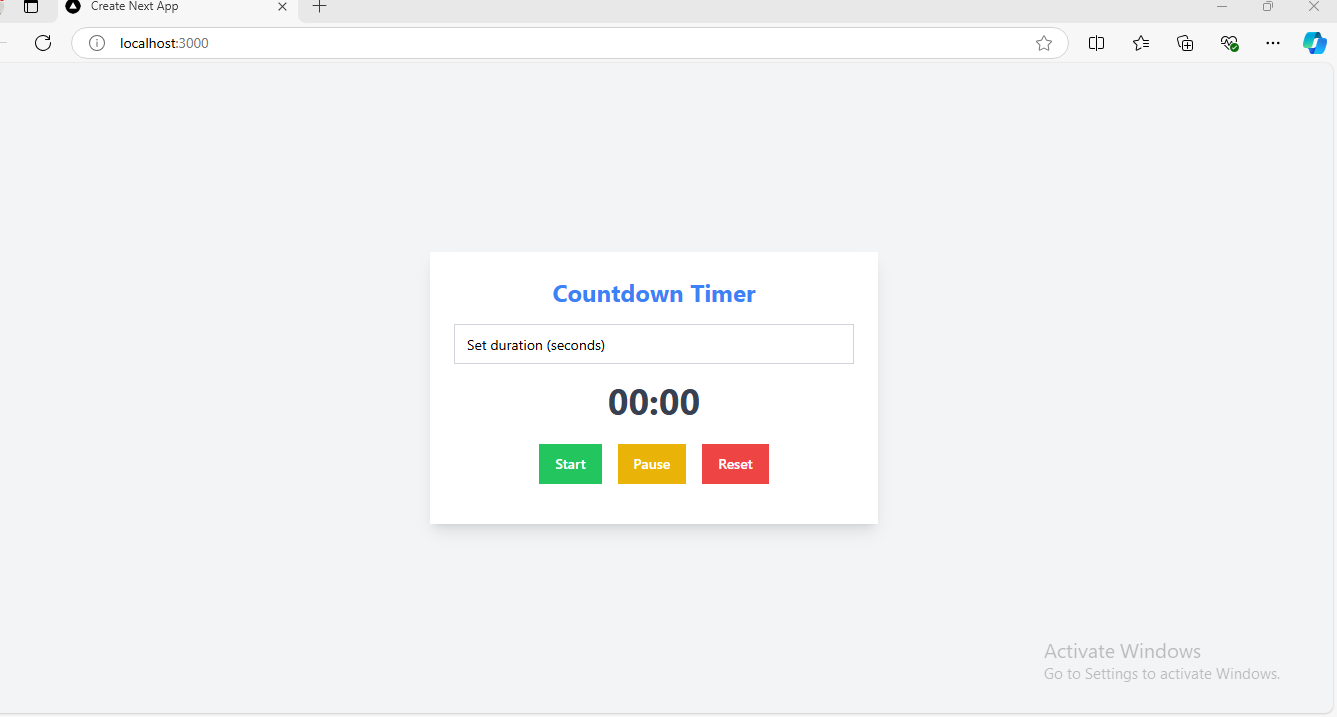 Create Next App
localhost:3000
Countdown Timer
Set duration (seconds)
00:00
Start Pause Reset
Activate Windows
Go to Settings to activate Windows.